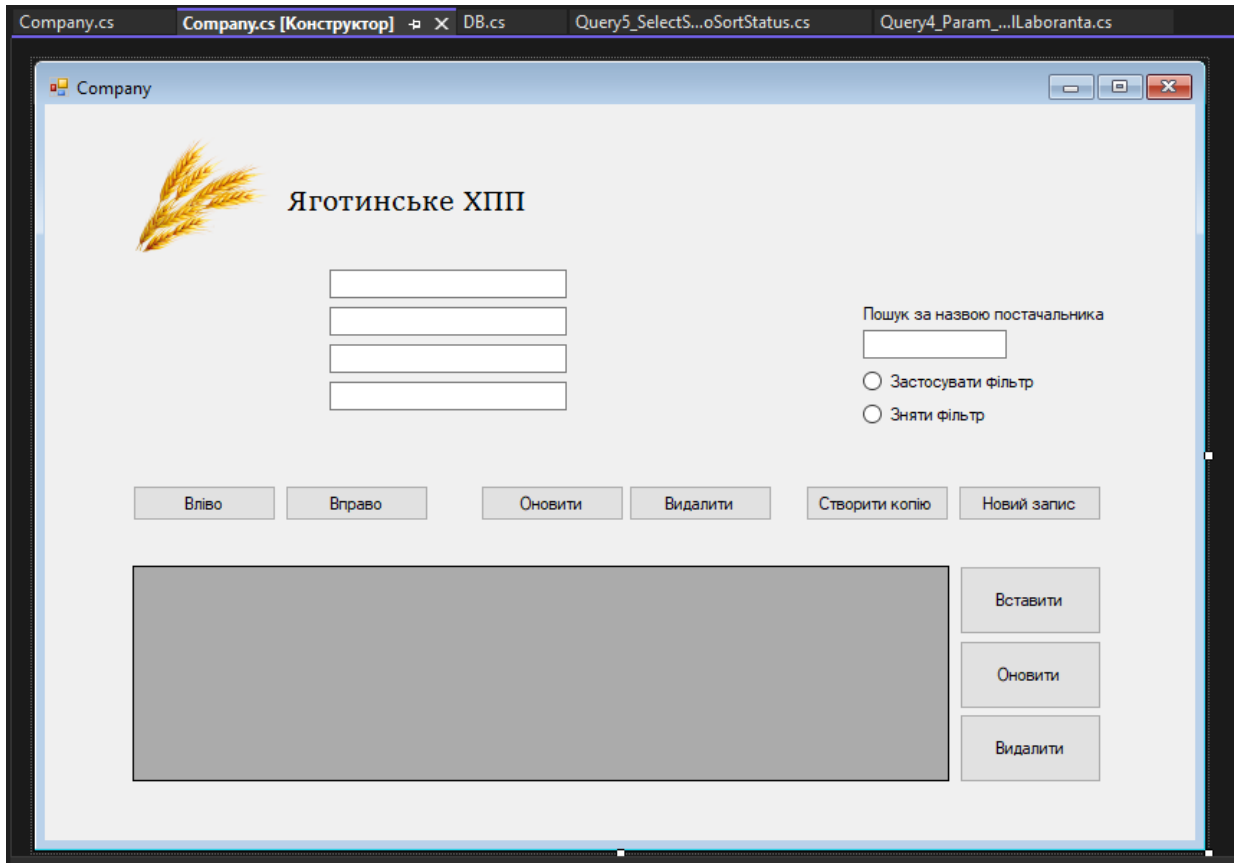 Company.cs
Company.cs [Конструктор]
DB.cs
Query5_SelectS...oSortStatus.cs
Query4_Param_...lLaboranta.cs
Company
Яготинське ХПП
Пошук за назвою постачальника
Застосувати фільтр
Зняти фільтр
Вліво
Вправо
Оновити
Видалити
Створити копію
Новий запис
Вставити
Оновити
Видалити